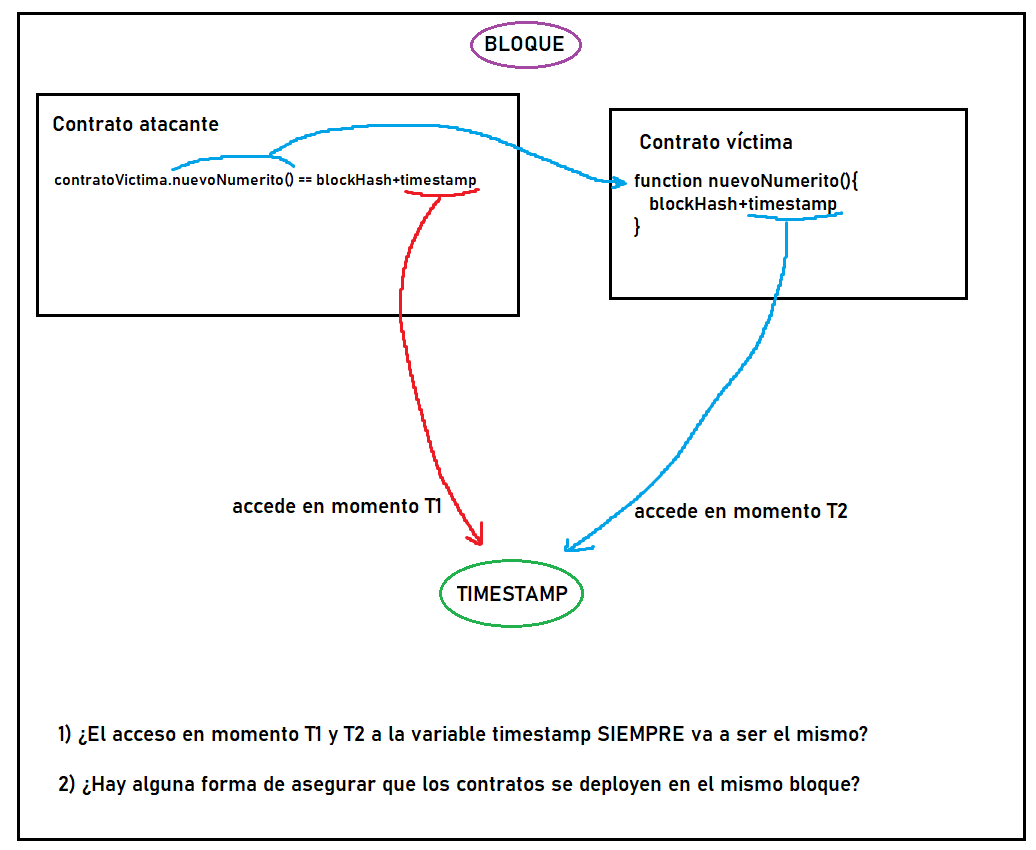 BLOQUE
Contrato atacante
contratoVictima.nuevoNumerito() == blockHash+timestamp
Contrato víctima
function nuevoNumerito(){
blockHash+timestamp
}
accede en momento T1
accede en momento T2
TIMESTAMP
1) ¿El acceso en momento T1 y T2 a la variable timestamp SIEMPRE va a ser el mismo?
2) ¿Hay alguna forma de asegurar que los contratos se deployen en el mismo bloque?